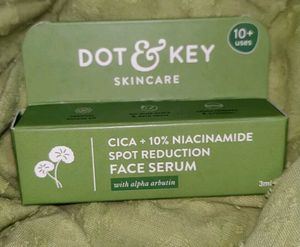 DOT & KEY
SKINCARE
10+
uses
CICA + 10% NIACINAMIDE
SPOT REDUCTION
FACE SERUM
with alpha arbutin
3ml